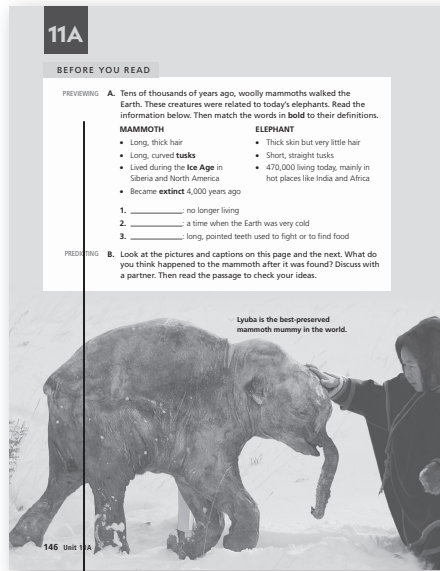 11A
BEFORE YOU READ
PREVIEWING
A. Tens of thousands of years ago, woolly mammoths walked the
Earth. These creatures were related to today's elephants. Read the
information below. Then match the words in bold to their definitions.
MAMMOTH
• Long, thick hair
• Long, curved tusks
• Lived during the Ice Age in
Siberia and North America
• Became extinct 4,000 years ago
ELEPHANT
• Thick skin but very little hair
• Short, straight tusks
• 470,000 living today, mainly in
hot places like India and Africa
1. ____________: no longer living
2. ____________: a time when the Earth was very cold
3. ____________: long, pointed teeth used to fight or to find food
PREDICTING
B. Look at the pictures and captions on this page and the next. What do
you think happened to the mammoth after it was found? Discuss with
a partner. Then read the passage to check your ideas.
Lyuba is the best-preserved
mammoth mummy in the world.
146 Unit 11A